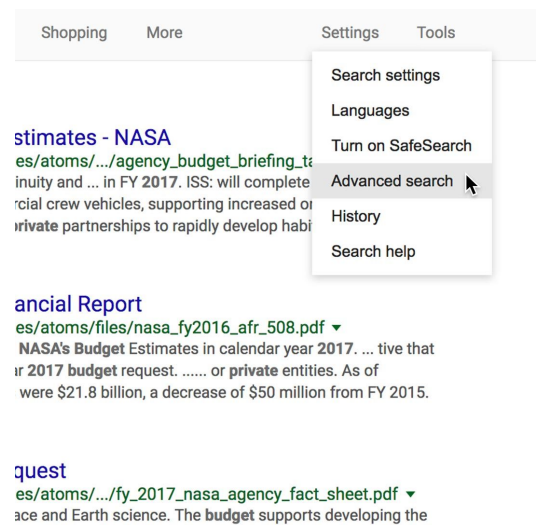 Shopping More Settings Tools
Search settings
Languages
Turn on SafeSearch
Advanced search
History
Search help
stimates - NASA
es/atoms/.../agency_budget_briefing_ta
inuity and ... in FY 2017. ISS: will complete
rcial crew vehicles, supporting increased or
private partnerships to rapidly develop habi
ancial Report
es/atoms/files/nasa_fy2016_afr_508.pdf
NASA's Budget Estimates in calendar year 2017. ... tive that
ar 2017 budget request. ...... or private entities. As of
were $21.8 billion, a decrease of $50 million from FY 2015.
quest
es/atoms/.../fy_2017_nasa_agency_fact_sheet.pdf
ace and Earth science. The budget supports developing the